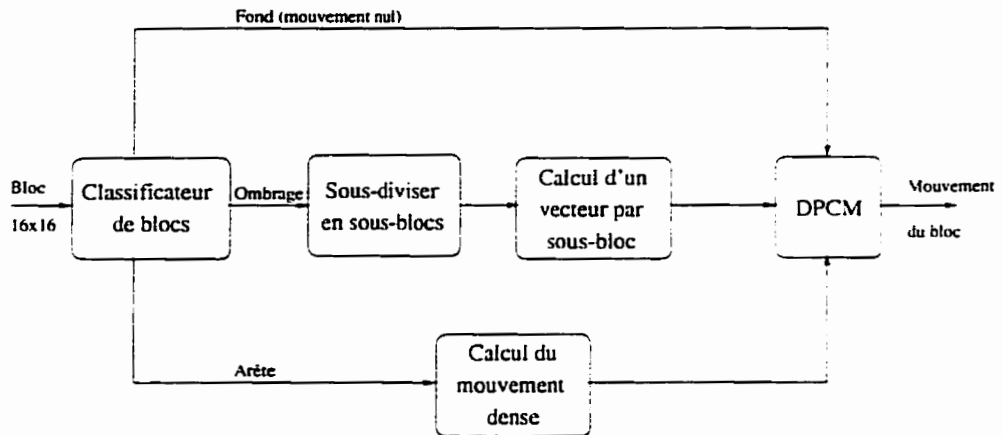 Fond (mouvement nul)
Bloc
16x16
Classificateur
de blocs
Ombrage
Sous-diviser
en sous-blocs
Calcul d'un
vecteur par
sous-bloc
DPCM
Mouvement
du bloc
Arête
Calcul du
mouvement
dense